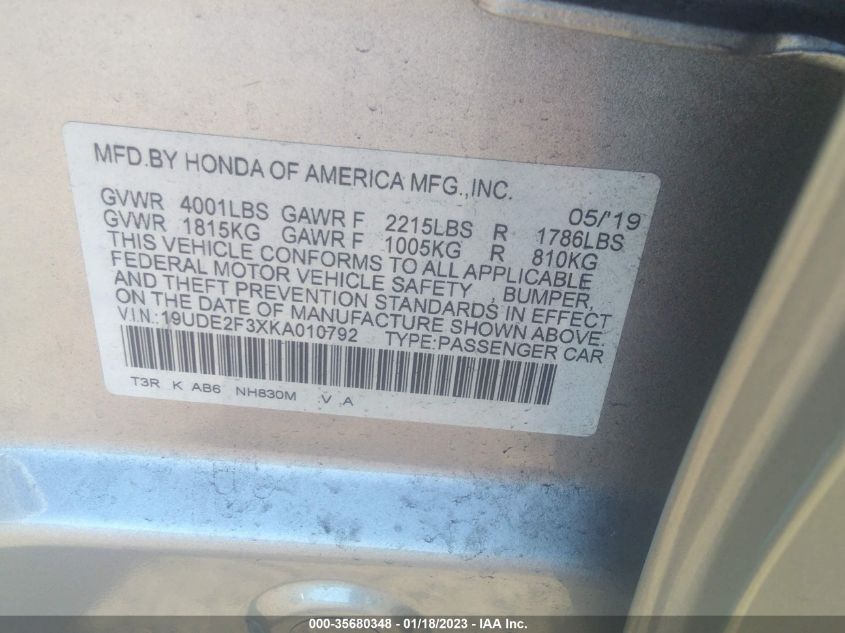 MFD.BY HONDA OF AMERICA MFG.,INC.
05/'19
GVWR 4001LBS GAWR F 2215LBS R 1786LBS
GVWR 1815KG GAWR F 1005KG R 810KG
THIS VEHICLE CONFORMS TO ALL APPLICABLE
FEDERAL MOTOR VEHICLE SAFETY , BUMPER,
AND THEFT PREVENTION STANDARDS IN EFFECT
ON THE DATE OF MANUFACTURE SHOWN ABOVE.
V.I.N.:19UDE2F3XKA010792 TYPE:PASSENGER CAR
T3R K AB6 NH830M V A
000-35680348 - 01/18/2023 - IAA Inc.